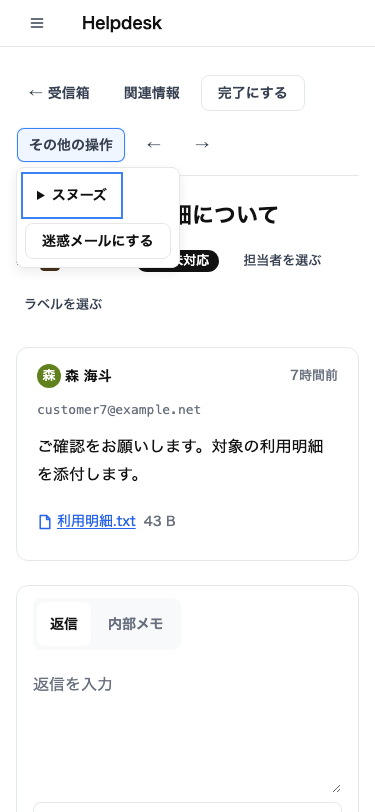 Helpdesk
← 受信箱
関連情報
完了にする
その他の操作
←
→
▶ スヌーズ
細について
迷惑メールにする
未対応
担当者を選ぶ
ラベルを選ぶ
森 森 海斗
7時間前
customer7@example.net
ご確認をお願いします。対象の利用明細
を添付します。
利用明細.txt 43 B
返信
内部メモ
返信を入力